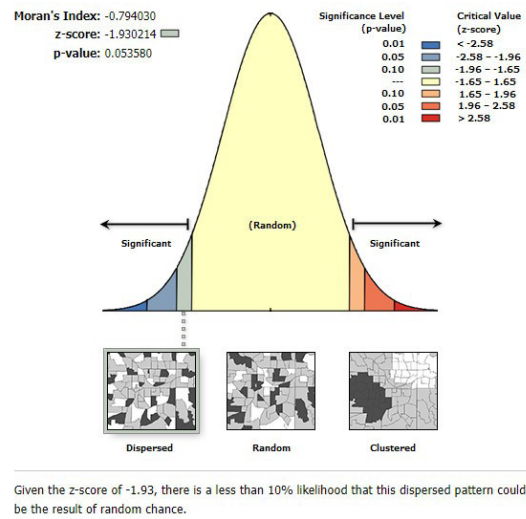 Moran's Index: -0.794030
z-score: -1.930214
p-value: 0.053580
Significance Level
(p-value)
Critical Value
(z-score)
0.01 < -2.58
0.05 -2.58 – -1.96
0.10 -1.96 – -1.65
--- -1.65 – 1.65
0.10 1.65 – 1.96
0.05 1.96 – 2.58
0.01 > 2.58
Significant
(Random)
Significant
Dispersed
Random
Clustered
Given the z-score of -1.93, there is a less than 10% likelihood that this dispersed pattern could
be the result of random chance.